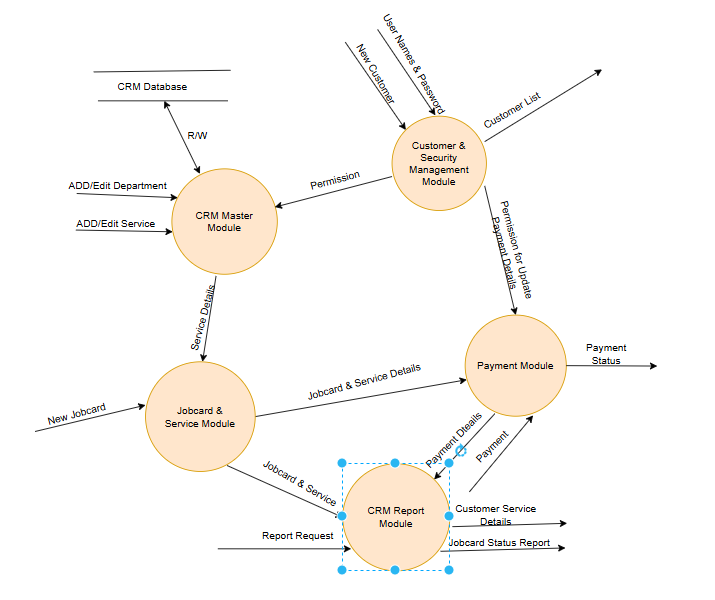 User Names & Password
New Customer
CRM Database
Customer List
R/W
Customer &
Security
Management
Module
Permission
ADD/Edit Department
CRM Master
Module
ADD/Edit Service
Permission for Update
Payment Details
Service Details
Payment
Status
Payment Module
Jobcard & Service Details
New Jobcard
Jobcard &
Service Module
Payment Dteails
Payment
Jobcard & Service
CRM Report
Module
Customer Service
Details
Report Request
Jobcard Status Report